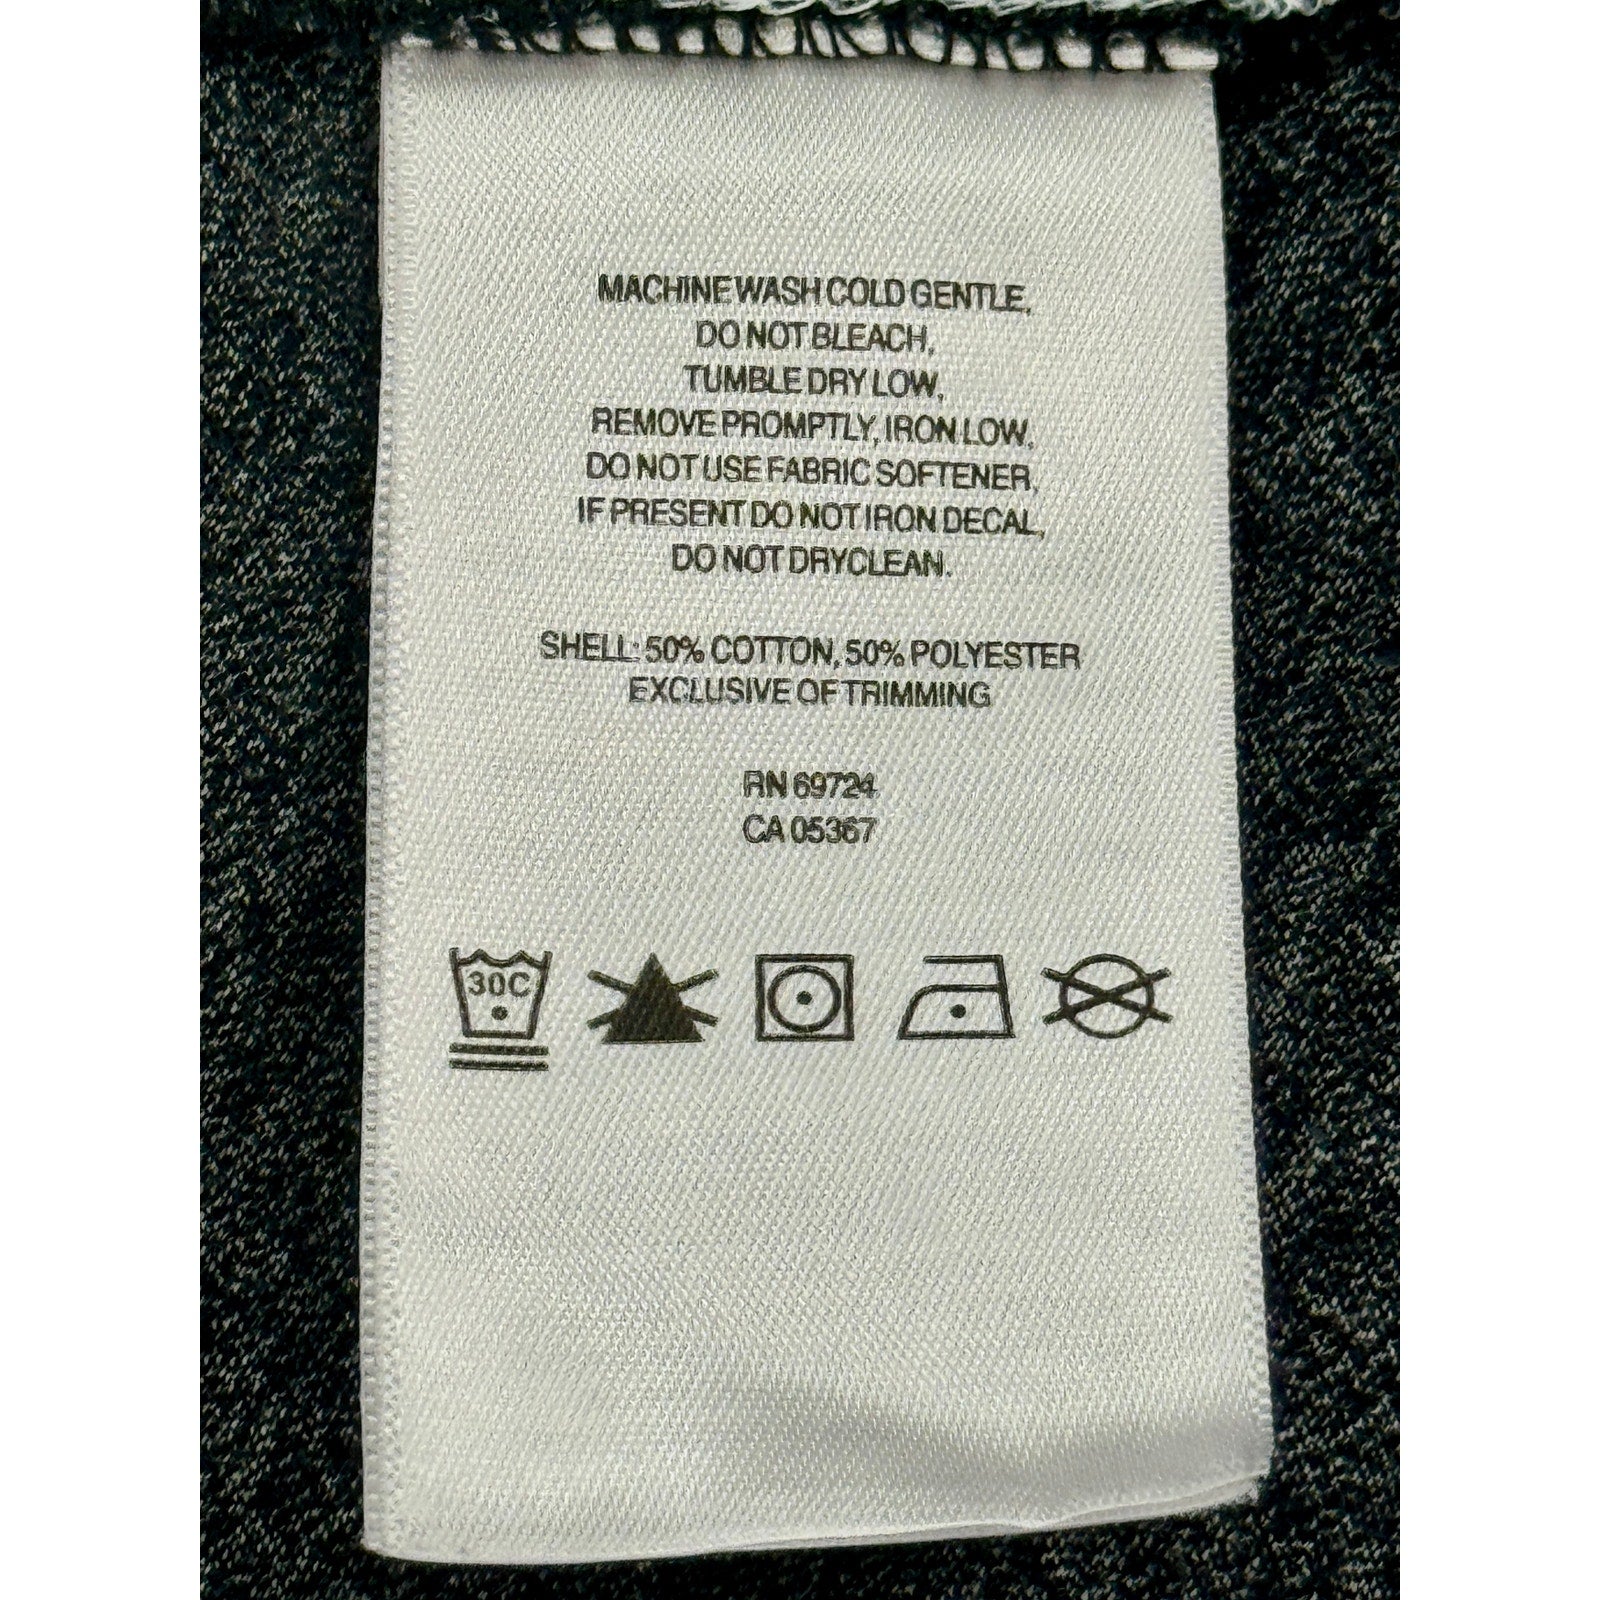 MACHINE WASH COLD GENTLE,
DO NOT BLEACH,
TUMBLE DRY LOW,
REMOVE PROMPTLY, IRON LOW,
DO NOT USE FABRIC SOFTENER,
IF PRESENT DO NOT IRON DECAL,
DO NOT DRYCLEAN.
SHELL: 50% COTTON, 50% POLYESTER
EXCLUSIVE OF TRIMMING
RN 69724
CA 05367
30C